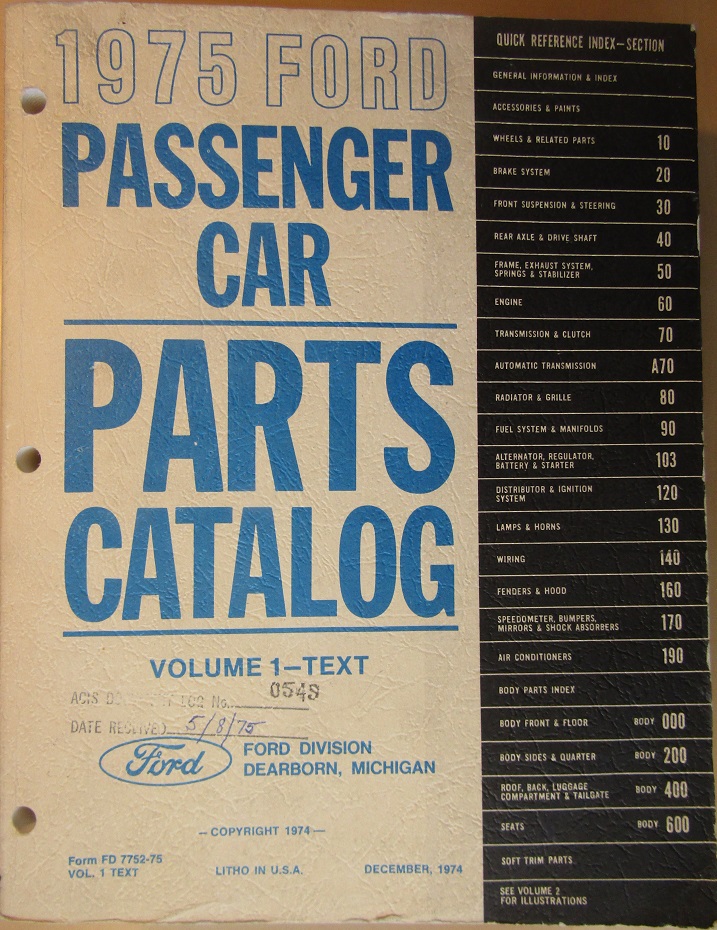 1975 FORD
PASSENGER
CAR
PARTS
CATALOG
VOLUME 1–TEXT
ACIS LOG No. 0548
DATE RECEIVED 5/8/75
Ford
FORD DIVISION
DEARBORN, MICHIGAN
–COPYRIGHT 1974–
Form FD 7752-75
VOL. 1 TEXT
LITHO IN U.S.A.
DECEMBER, 1974
QUICK REFERENCE INDEX–SECTION
GENERAL INFORMATION & INDEX
ACCESSORIES & PAINTS
WHEELS & RELATED PARTS 10
BRAKE SYSTEM 20
FRONT SUSPENSION & STEERING 30
REAR AXLE & DRIVE SHAFT 40
FRAME, EXHAUST SYSTEM,
SPRINGS & STABILIZER 50
ENGINE 60
TRANSMISSION & CLUTCH 70
AUTOMATIC TRANSMISSION A70
RADIATOR & GRILLE 80
FUEL SYSTEM & MANIFOLDS 90
ALTERNATOR, REGULATOR,
BATTERY & STARTER 103
DISTRIBUTOR & IGNITION
SYSTEM 120
LAMPS & HORNS 130
WIRING 140
FENDERS & HOOD 160
SPEEDOMETER, BUMPERS,
MIRRORS & SHOCK ABSORBERS 170
AIR CONDITIONERS 190
BODY PARTS INDEX
BODY FRONT & FLOOR BODY 000
BODY SIDES & QUARTER BODY 200
ROOF, BACK, LUGGAGE
COMPARTMENT & TAILGATE BODY 400
SEATS BODY 600
SOFT TRIM PARTS
SEE VOLUME 2
FOR ILLUSTRATIONS